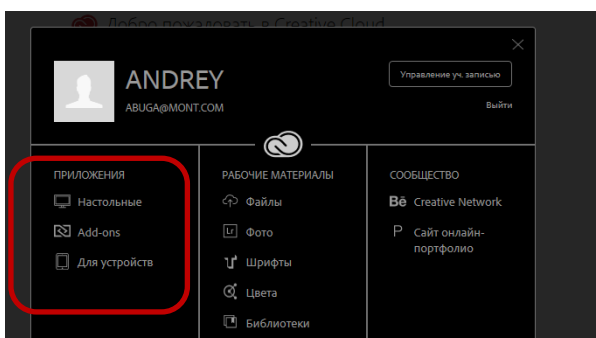 Добро пожаловать в Creative Cloud
ANDREY
ABUGA@MONT.COM
Управление уч. записью
Выйти
ПРИЛОЖЕНИЯ
Настольные
Add-ons
Для устройств
РАБОЧИЕ МАТЕРИАЛЫ
Файлы
Lr Фото
Шрифты
Цвета
Библиотеки
СООБЩЕСТВО
Bē Creative Network
P Сайт онлайн-
портфолио